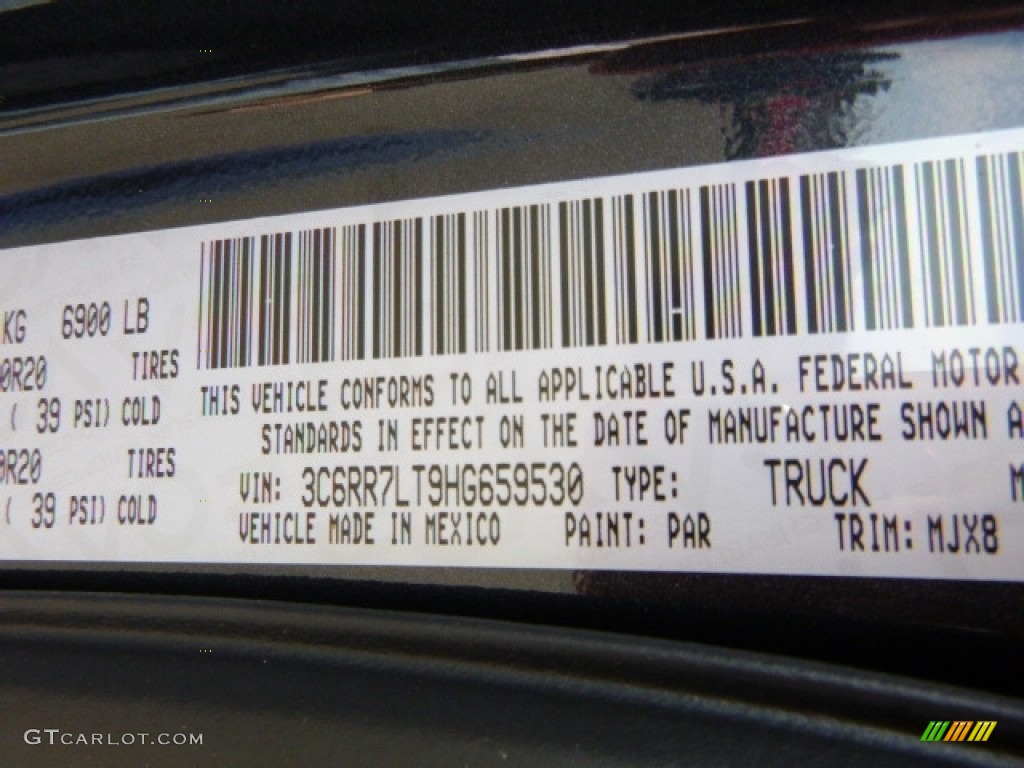 KG 6900 LB
0R20 TIRES
( 39 PSI) COLD
0R20 TIRES
( 39 PSI) COLD
THIS VEHICLE CONFORMS TO ALL APPLICABLE U.S.A. FEDERAL MOTOR
STANDARDS IN EFFECT ON THE DATE OF MANUFACTURE SHOWN A
VIN: 3C6RR7LT9HG659530 TYPE: TRUCK M
VEHICLE MADE IN MEXICO PAINT: PAR TRIM: MJX8
GTCARLOT.COM